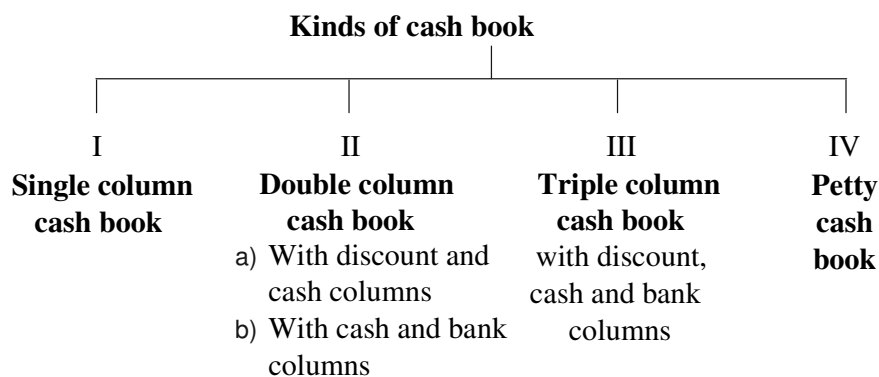 Kinds of cash book
I
Single column
cash book
II
Double column
cash book
a) With discount and
cash columns
b) With cash and bank
columns
III
Triple column
cash book
with discount,
cash and bank
columns
IV
Petty
cash
book